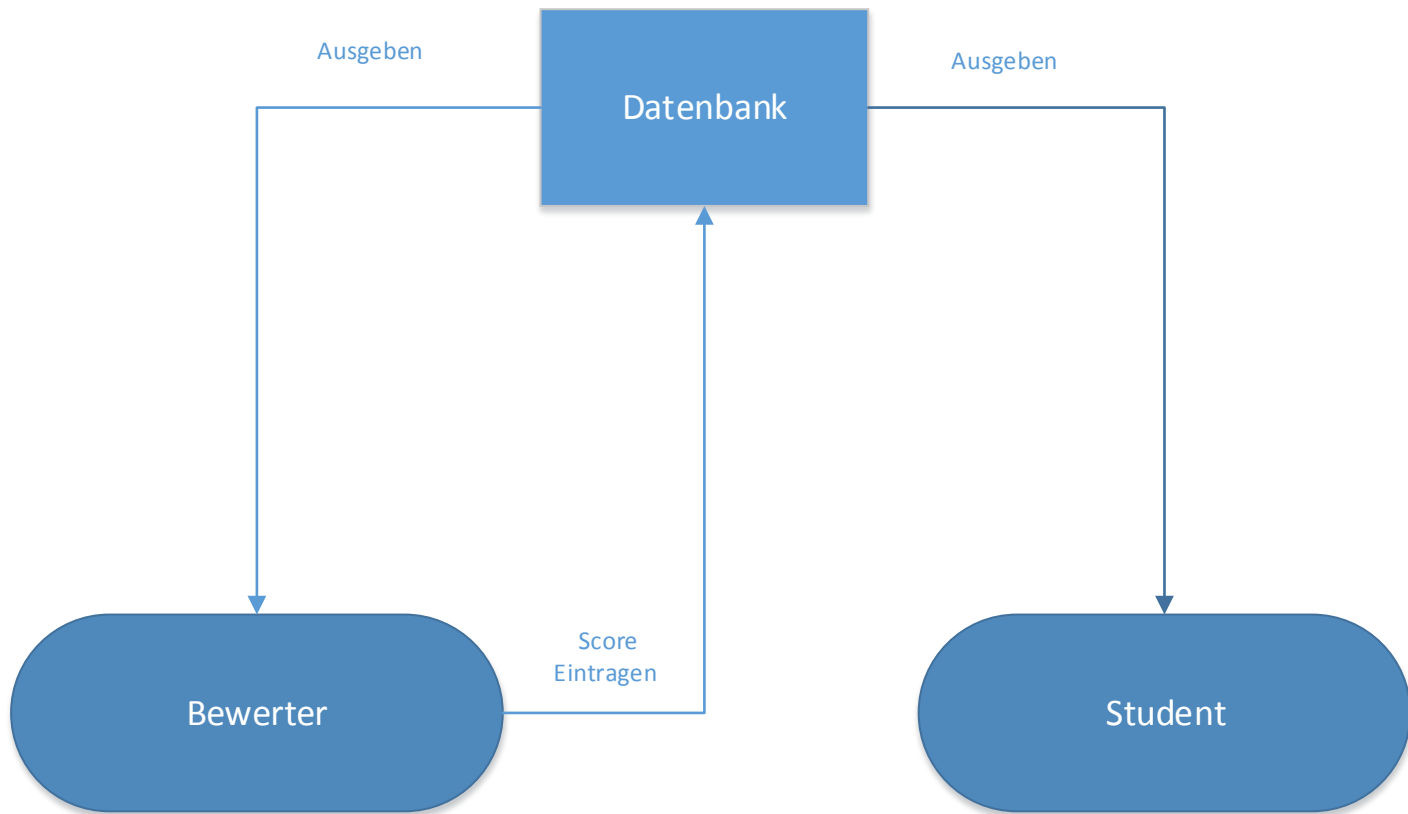 Ausgeben
Ausgeben
Datenbank
Score
Eintragen
Bewerter
Student